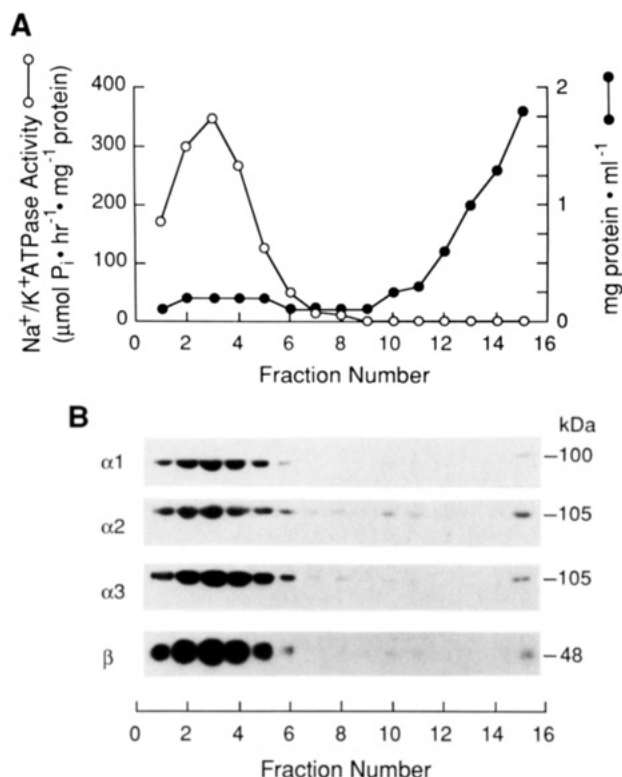 A
Na⁺/K⁺ATPase Activity
(μmol Pᵢ • hr⁻¹ • mg⁻¹ protein)
400
300
200
100
0
2
1
0
mg protein • ml⁻¹
0 2 4 6 8 10 12 14 16
Fraction Number
B
kDa
α1
–100
α2
–105
α3
–105
β
–48
0 2 4 6 8 10 12 14 16
Fraction Number